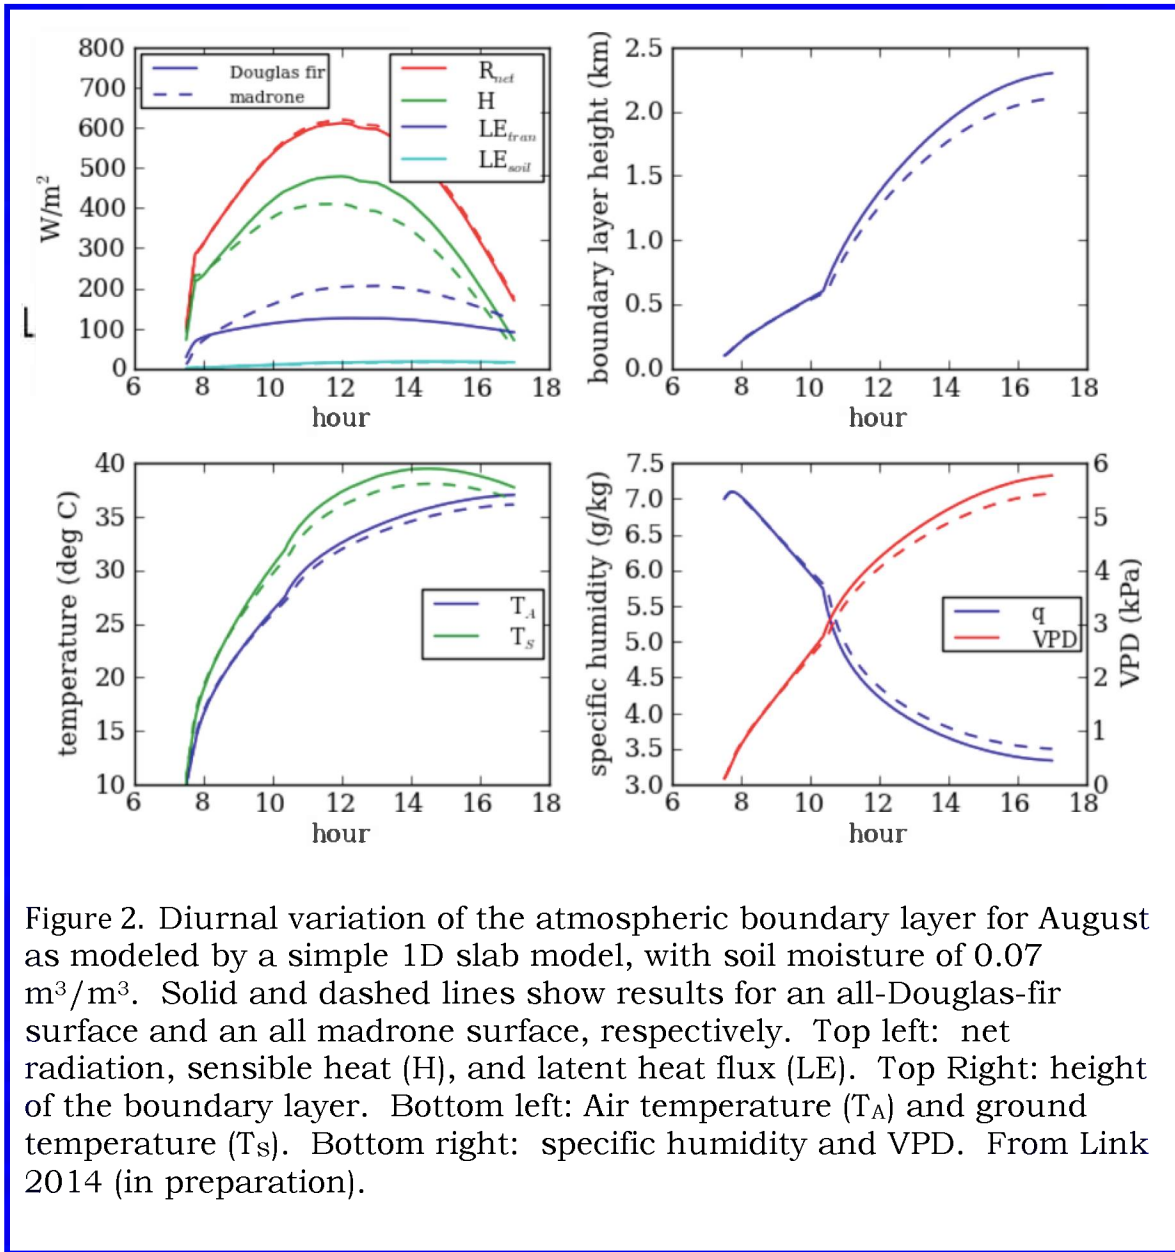 800
700
600
500
400
300
200
100
0
W/m²
Douglas fir
madrone
R_net
H
LE_tran
LE_soil
6 8 10 12 14 16 18
hour
2.5
2.0
1.5
1.0
0.5
0.0
boundary layer height (km)
6 8 10 12 14 16 18
hour
40
35
30
25
20
15
10
temperature (deg C)
T_A
T_S
6 8 10 12 14 16 18
hour
7.5
7.0
6.5
6.0
5.5
5.0
4.5
4.0
3.5
3.0
specific humidity (g/kg)
q
VPD
6
5
4
3
2
1
0
VPD (kPa)
6 8 10 12 14 16 18
hour
Figure 2. Diurnal variation of the atmospheric boundary layer for August
as modeled by a simple 1D slab model, with soil moisture of 0.07
m³/m³. Solid and dashed lines show results for an all-Douglas-fir
surface and an all madrone surface, respectively. Top left: net
radiation, sensible heat (H), and latent heat flux (LE). Top Right: height
of the boundary layer. Bottom left: Air temperature (T_A) and ground
temperature (T_S). Bottom right: specific humidity and VPD. From Link
2014 (in preparation).